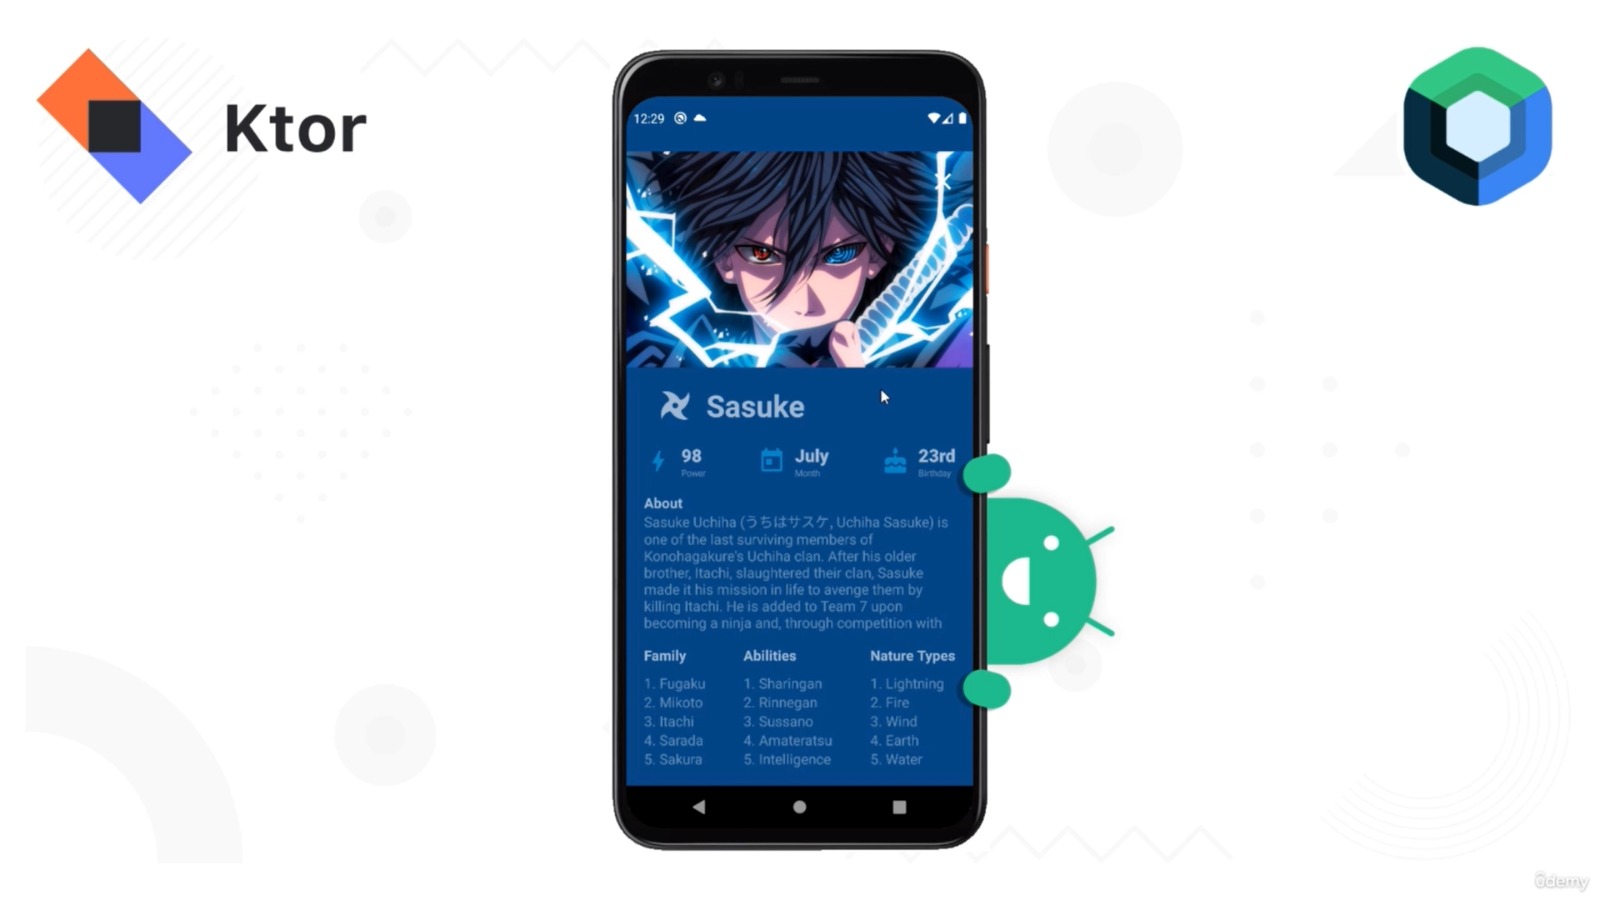 Ktor
12:29
Sasuke
98
Power
July
Month
23rd
Birthday
About
Sasuke Uchiha (うちはサスケ, Uchiha Sasuke) is
one of the last surviving members of
Konohagakure's Uchiha clan. After his older
brother, Itachi, slaughtered their clan, Sasuke
made it his mission in life to avenge them by
killing Itachi. He is added to Team 7 upon
becoming a ninja and, through competition with
Family
1. Fugaku
2. Mikoto
3. Itachi
4. Sarada
5. Sakura
Abilities
1. Sharingan
2. Rinnegan
3. Sussano
4. Amateratsu
5. Intelligence
Nature Types
1. Lightning
2. Fire
3. Wind
4. Earth
5. Water
ûdemy